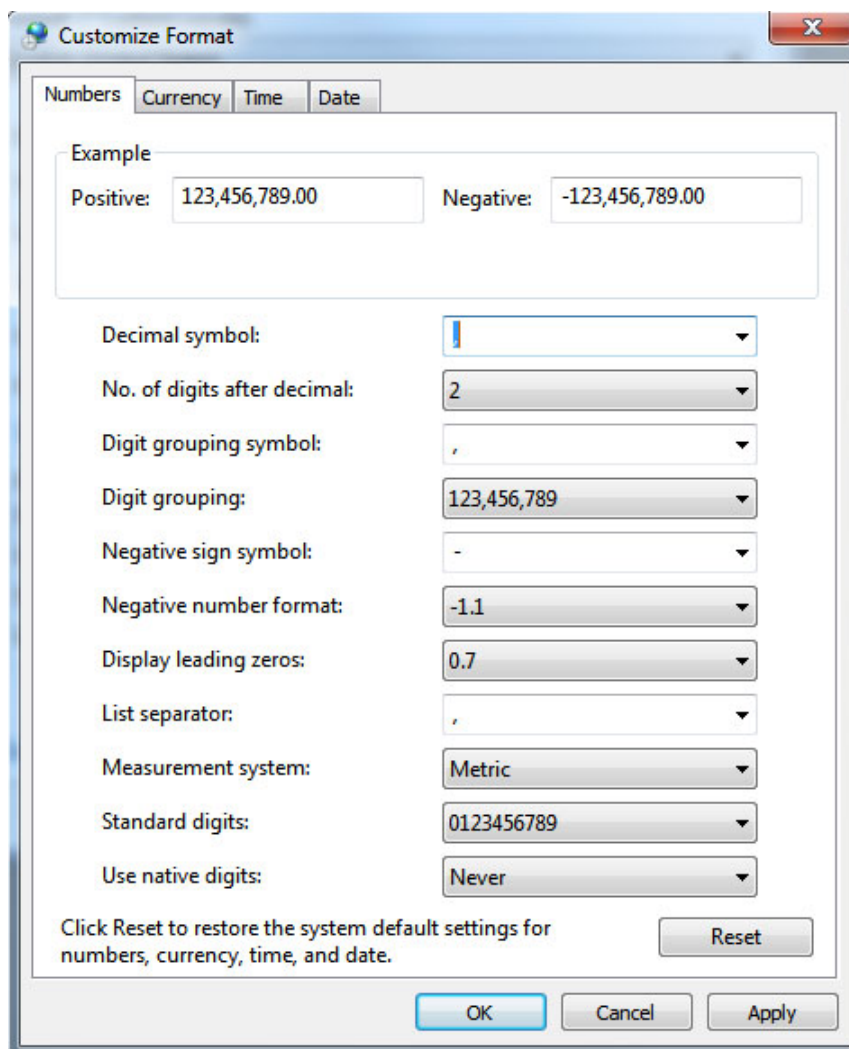 Customize Format
Numbers Currency Time Date
Example
Positive: 123,456,789.00 Negative: -123,456,789.00
Decimal symbol: ,
No. of digits after decimal: 2
Digit grouping symbol: ,
Digit grouping: 123,456,789
Negative sign symbol: -
Negative number format: -1.1
Display leading zeros: 0.7
List separator: ,
Measurement system: Metric
Standard digits: 0123456789
Use native digits: Never
Click Reset to restore the system default settings for
numbers, currency, time, and date. Reset
OK Cancel Apply